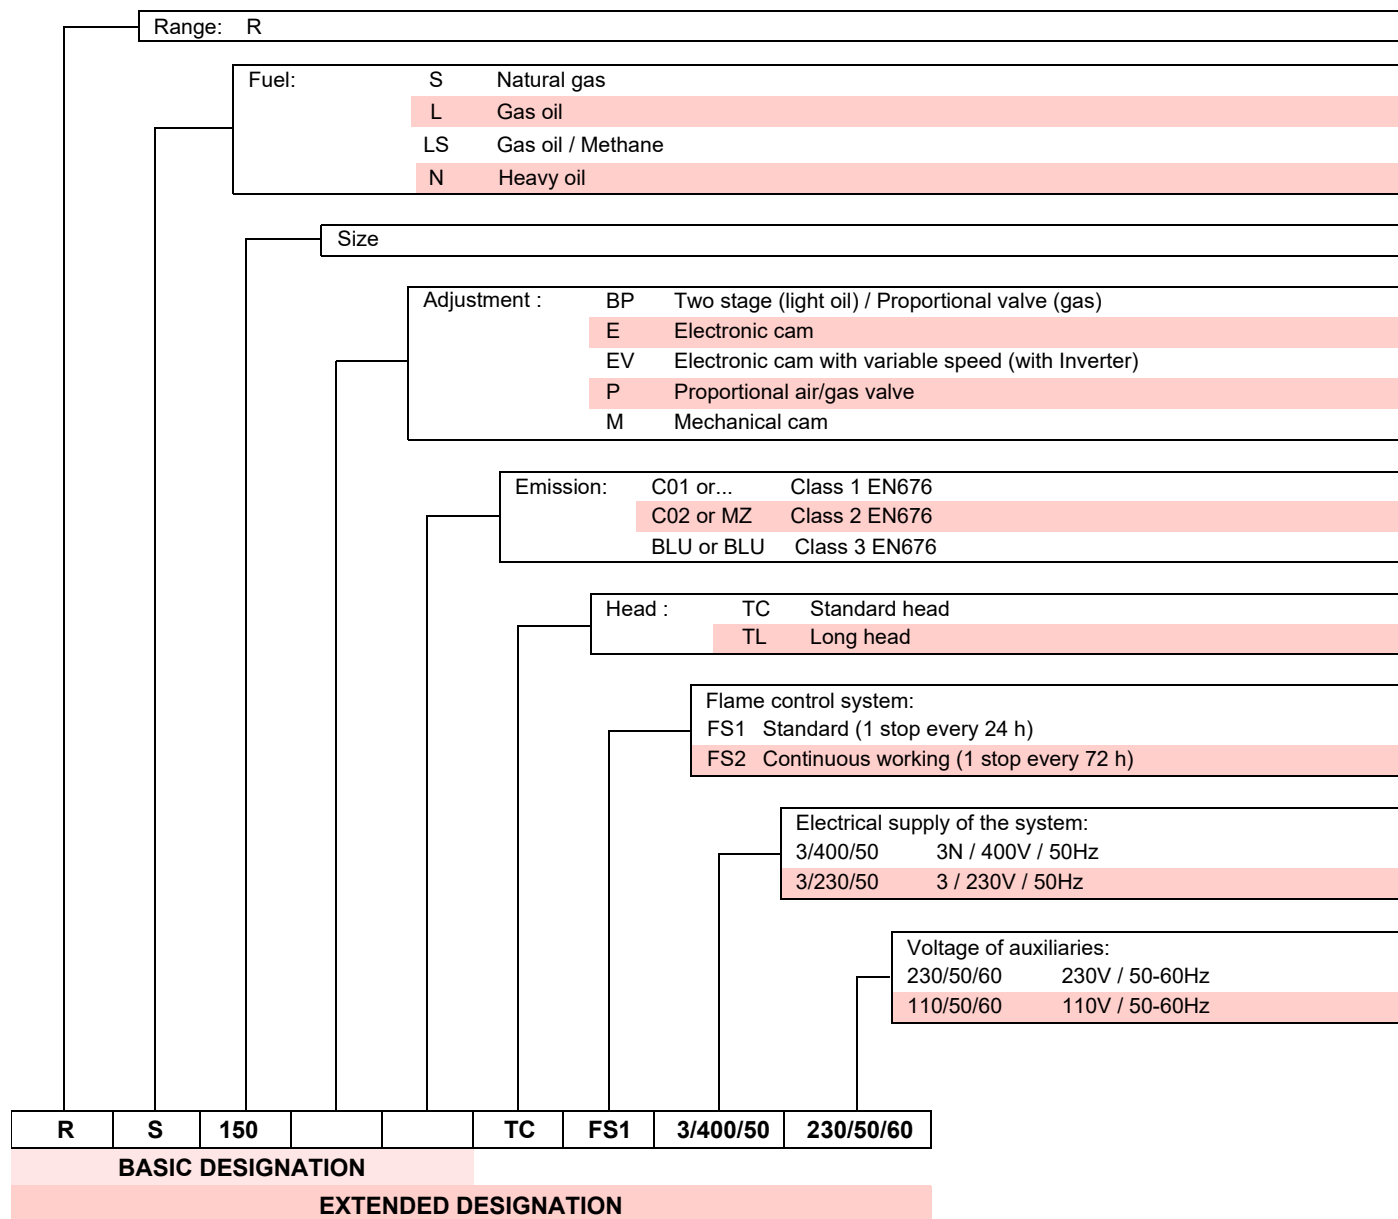 Range: R
Fuel: S Natural gas
L Gas oil
LS Gas oil / Methane
N Heavy oil
Size
Adjustment : BP Two stage (light oil) / Proportional valve (gas)
E Electronic cam
EV Electronic cam with variable speed (with Inverter)
P Proportional air/gas valve
M Mechanical cam
Emission: C01 or... Class 1 EN676
C02 or MZ Class 2 EN676
BLU or BLU Class 3 EN676
Head : TC Standard head
TL Long head
Flame control system:
FS1 Standard (1 stop every 24 h)
FS2 Continuous working (1 stop every 72 h)
Electrical supply of the system:
3/400/50 3N / 400V / 50Hz
3/230/50 3 / 230V / 50Hz
Voltage of auxiliaries:
230/50/60 230V / 50-60Hz
110/50/60 110V / 50-60Hz
R S 150 TC FS1 3/400/50 230/50/60
BASIC DESIGNATION
EXTENDED DESIGNATION